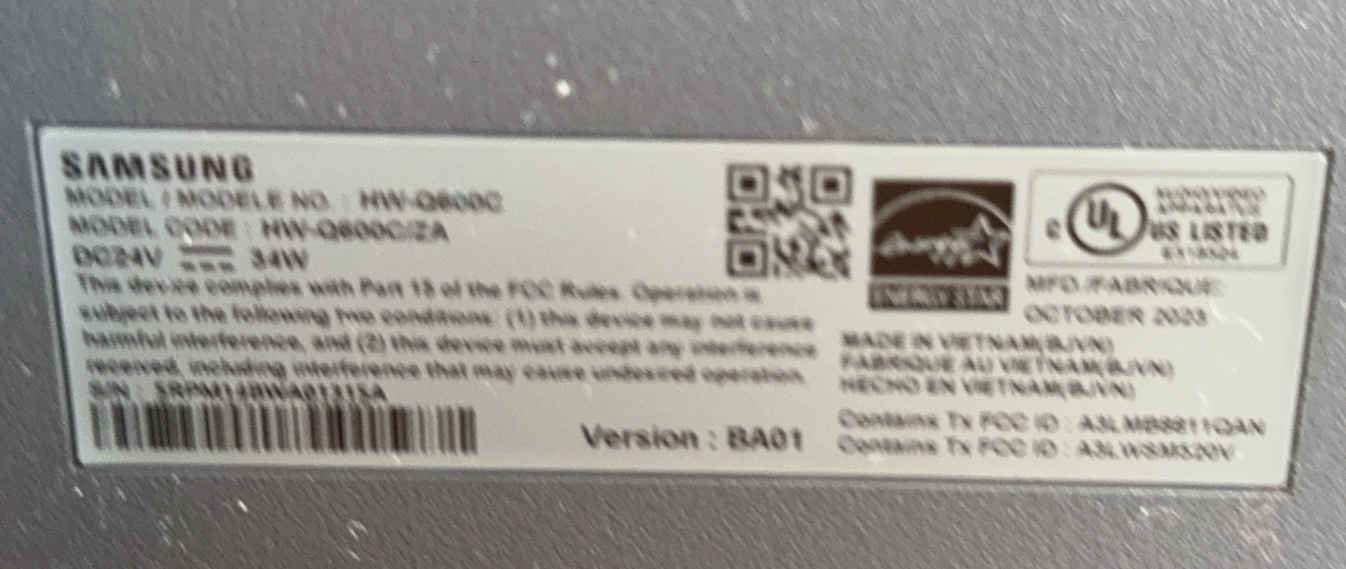 SAMSUNG
MODEL / MODELE NO. : HW-Q600C
MODEL CODE : HW-Q600C/ZA
DC24V 34W
This device complies with Part 15 of the FCC Rules. Operation is
subject to the following two conditions: (1) this device may not cause
harmful interference, and (2) this device must accept any interference
received, including interference that may cause undesired operation.
S/N :
Version : BA01
ENERGY STAR
C UL US LISTED
AUDIO/VIDEO
APPARATUS
MFD./FABRIQUE:
OCTOBER 2023
MADE IN VIETNAM(BJVN)
FABRIQUE AU VIETNAM(BJVN)
HECHO EN VIETNAM(BJVN)
Contains Tx FCC ID :
Contains Tx FCC ID : A3LWSM520V